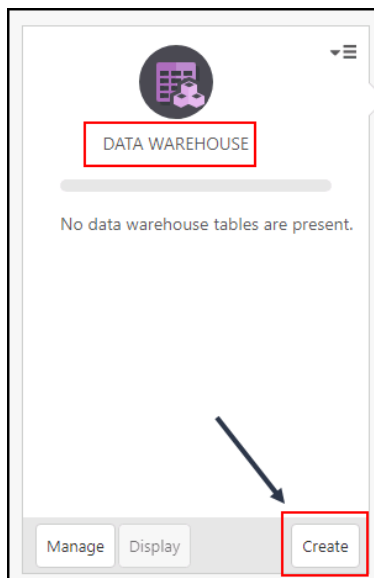 DATA WAREHOUSE
No data warehouse tables are present.
Manage Display Create